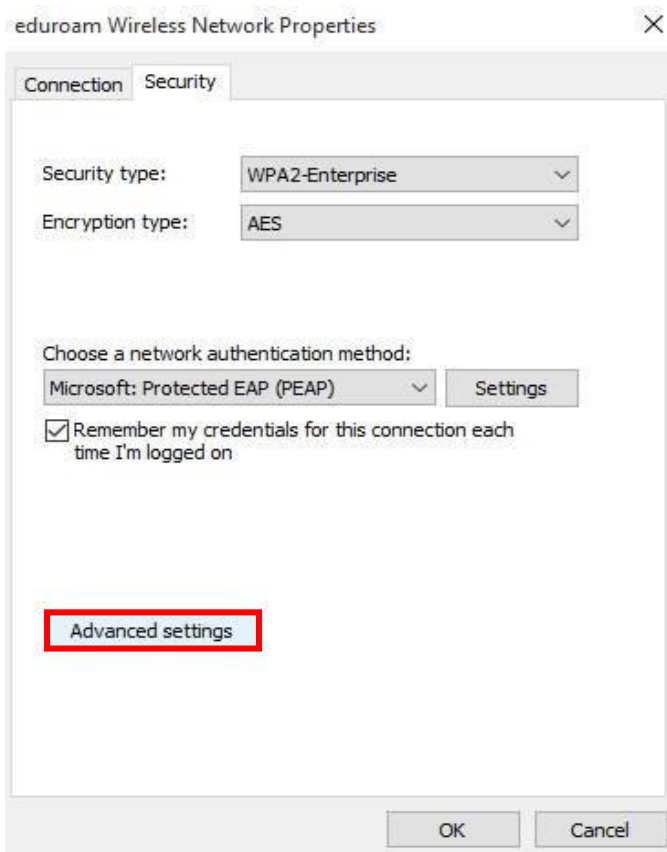 eduroam Wireless Network Properties
Connection Security
Security type: WPA2-Enterprise
Encryption type: AES
Choose a network authentication method:
Microsoft: Protected EAP (PEAP) Settings
Remember my credentials for this connection each
time I'm logged on
Advanced settings
OK Cancel